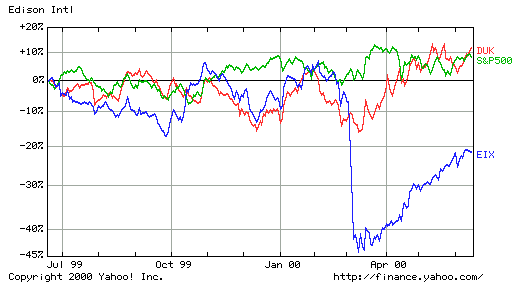 Edison Intl
+20%
+10%
0%
-10%
-20%
-30%
-40%
-45%
DUK
S&P500
EIX
Jul 99 Oct 99 Jan 00 Apr 00
Copyright 2000 Yahoo! Inc. http://finance.yahoo.com/